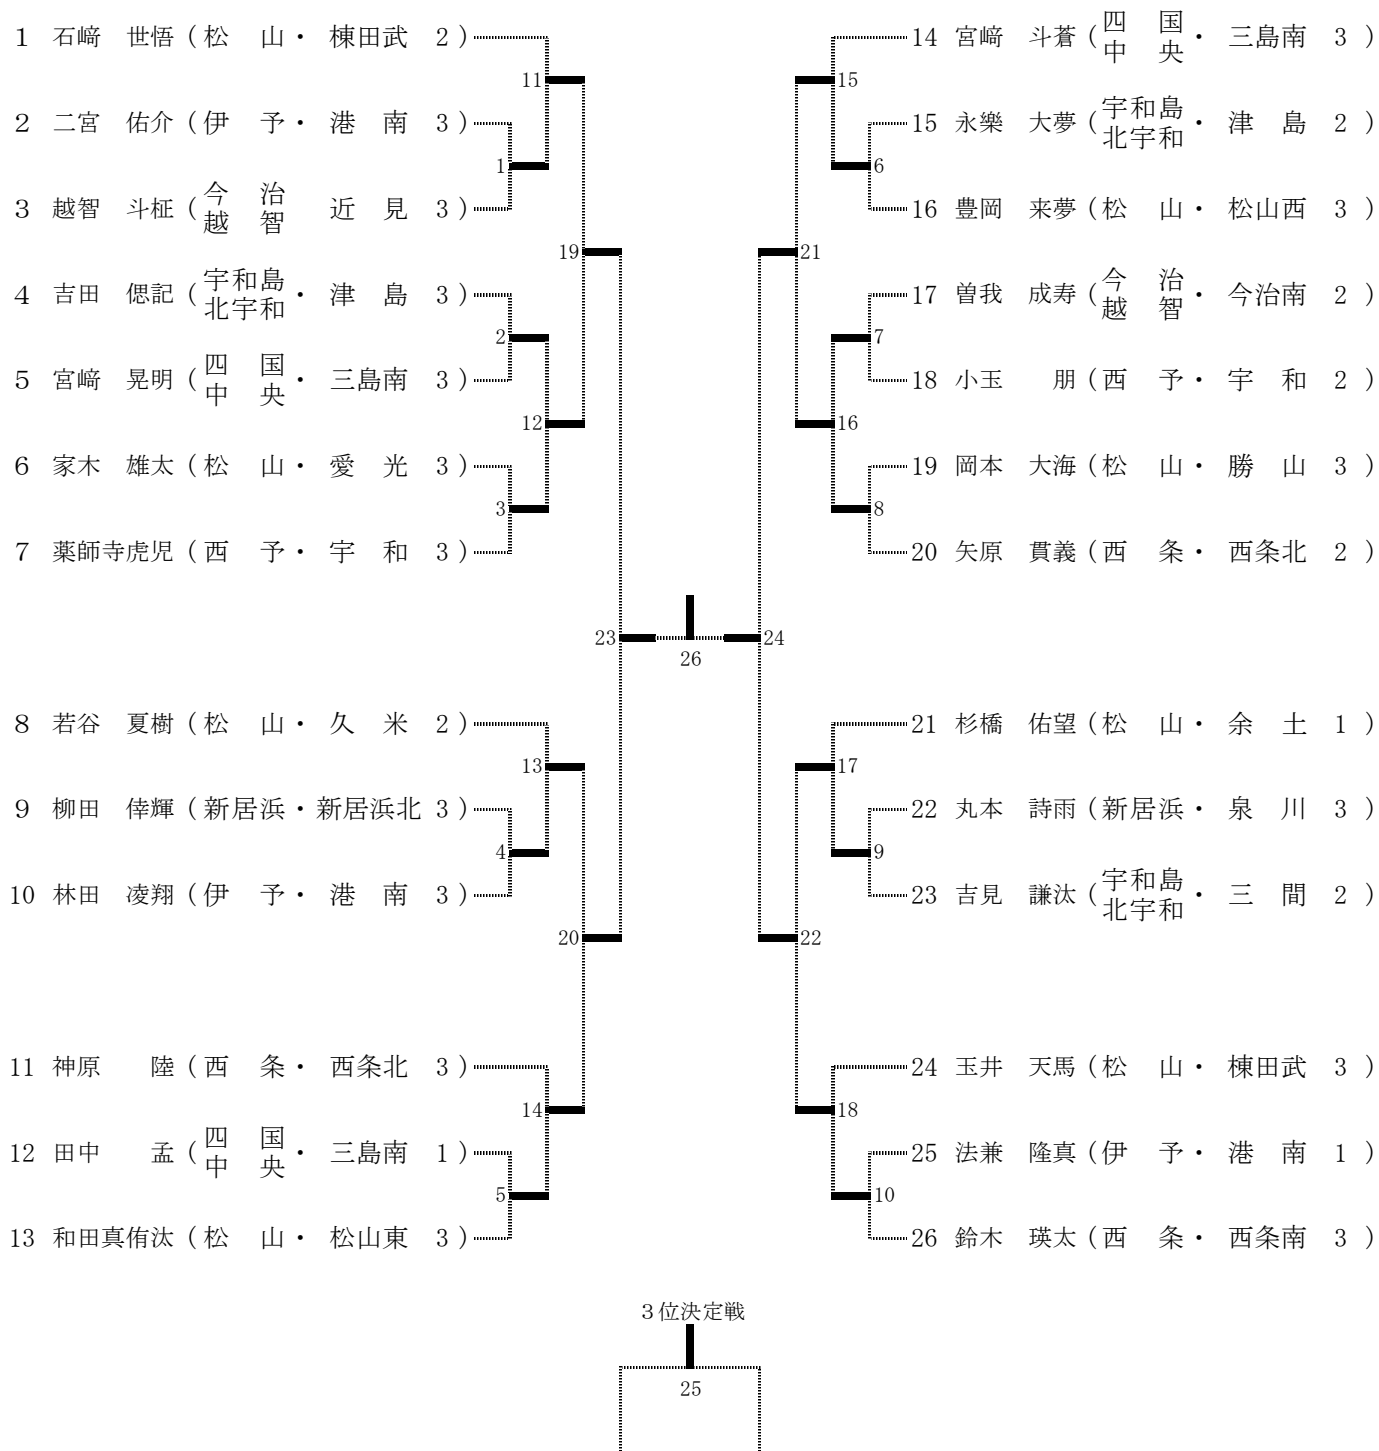 1 石﨑 世悟（松 山・ 棟田武 2 ）
2 二宮 佑介（伊 予・ 港 南 3 ）
3 越智 斗柾（今 治 越 智 近 見 3 ）
4 吉田 偲記（宇和島 北宇和・ 津 島 3 ）
5 宮﨑 晃明（四 国 中 央・ 三島南 3 ）
6 家木 雄太（松 山・ 愛 光 3 ）
7 薬師寺虎児（西 予・ 宇 和 3 ）
8 若谷 夏樹（松 山・ 久 米 2 ）
9 柳田 倖輝（新居浜・新居浜北 3 ）
10 林田 凌翔（伊 予・ 港 南 3 ）
11 神原 陸（西 条・ 西条北 3 ）
12 田中 孟（四 国 中 央・ 三島南 1 ）
13 和田真侑汰（松 山・ 松山東 3 ）
11
1
19
2
12
3
23
13
4
20
14
5
26
14 宮﨑 斗蒼（四 国 中 央・ 三島南 3 ）
15 永樂 大夢（宇和島 北宇和・ 津 島 2 ）
16 豊岡 来夢（松 山・ 松山西 3 ）
17 曽我 成寿（今 治 越 智・ 今治南 2 ）
18 小玉 朋（西 予・ 宇 和 2 ）
19 岡本 大海（松 山・ 勝 山 3 ）
20 矢原 貫義（西 条・ 西条北 2 ）
21 杉橋 佑望（松 山・ 余 土 1 ）
22 丸本 詩雨（新居浜・ 泉 川 3 ）
23 吉見 謙汰（宇和島 北宇和・ 三 間 2 ）
24 玉井 天馬（松 山・ 棟田武 3 ）
25 法兼 隆真（伊 予・ 港 南 1 ）
26 鈴木 瑛太（西 条・ 西条南 3 ）
15
6
21
7
16
8
24
17
9
22
18
10
３位決定戦
25